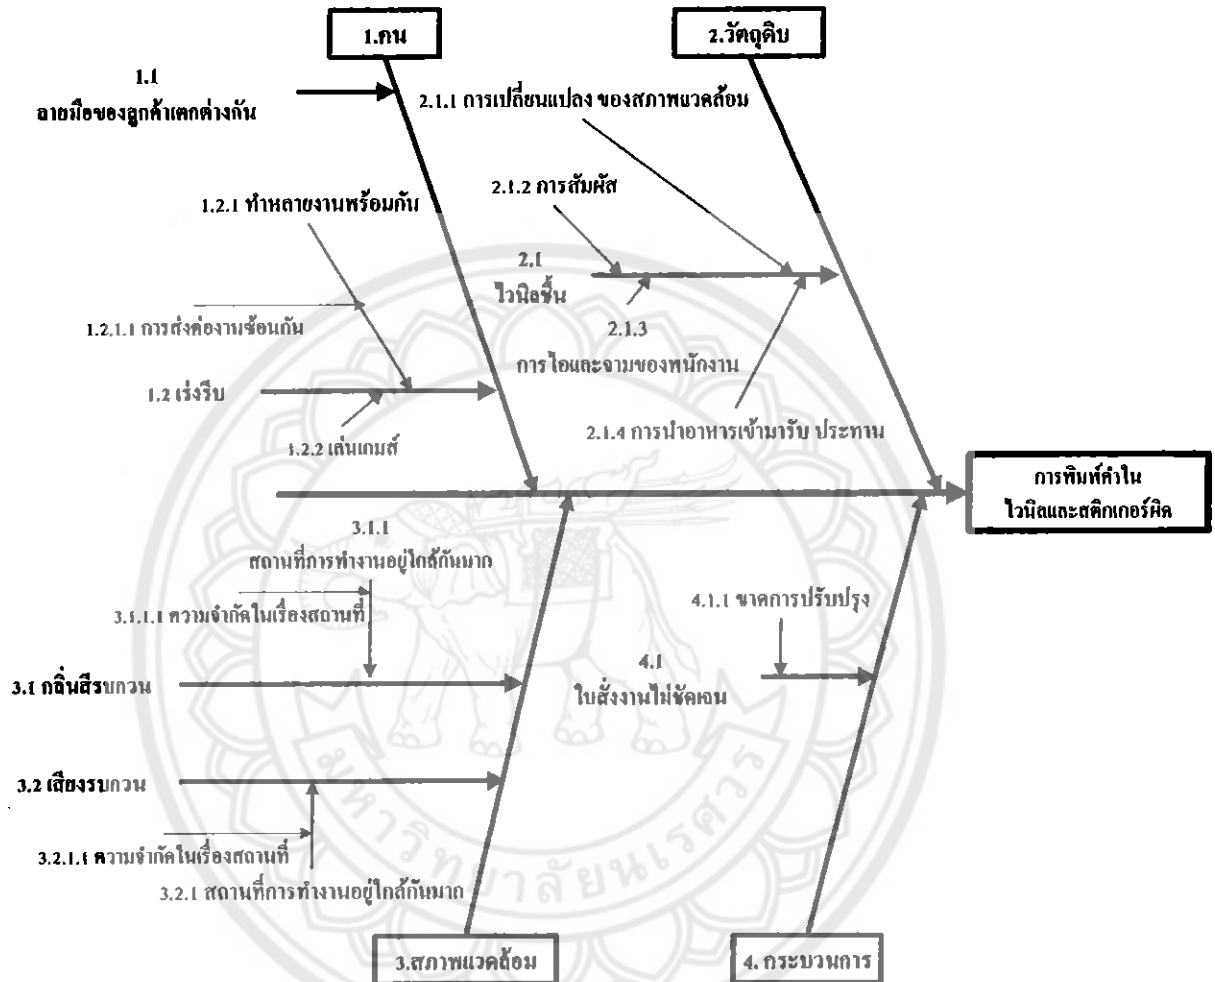 1.คน
2.วัตถุดิบ
1.1
ลายมือของลูกค้าแตกต่างกัน
2.1.1 การเปลี่ยนแปลง ของสภาพแวดล้อม
2.1.2 การสัมผัส
1.2.1 ทำหลายงานพร้อมกัน
2.1
ไวนิลชื้น
1.2.1.1 การส่งต่องานซ้อนกัน
2.1.3
การไอและจามของพนักงาน
1.2 เร่งรีบ
1.2.2 เล่นเกมส์
2.1.4 การนำอาหารเข้ามารับ ประทาน
การพิมพ์คำใน
ไวนิลและสติกเกอร์ผิด
3.1.1
สถานที่การทำงานอยู่ใกล้กันมาก
3.1.1.1 ความจำกัดในเรื่องสถานที่
4.1.1 ขาดการปรับปรุง
3.1 กลิ่นสีรบกวน
4.1
ใบสั่งงานไม่ชัดเจน
3.2 เสียงรบกวน
3.2.1.1 ความจำกัดในเรื่องสถานที่
3.2.1 สถานที่การทำงานอยู่ใกล้กันมาก
มหาวิทยาลัยนเรศวร
3.สภาพแวดล้อม
4. กระบวนการ